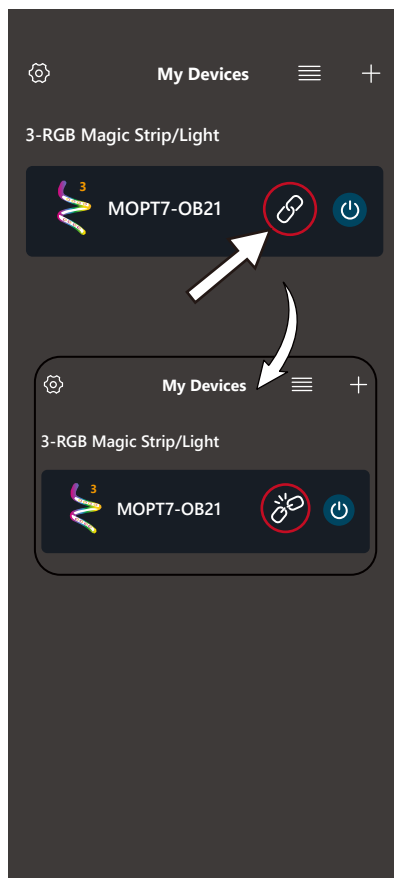 My Devices
3-RGB Magic Strip/Light
3
MOPT7-OB21
My Devices
3-RGB Magic Strip/Light
3
MOPT7-OB21